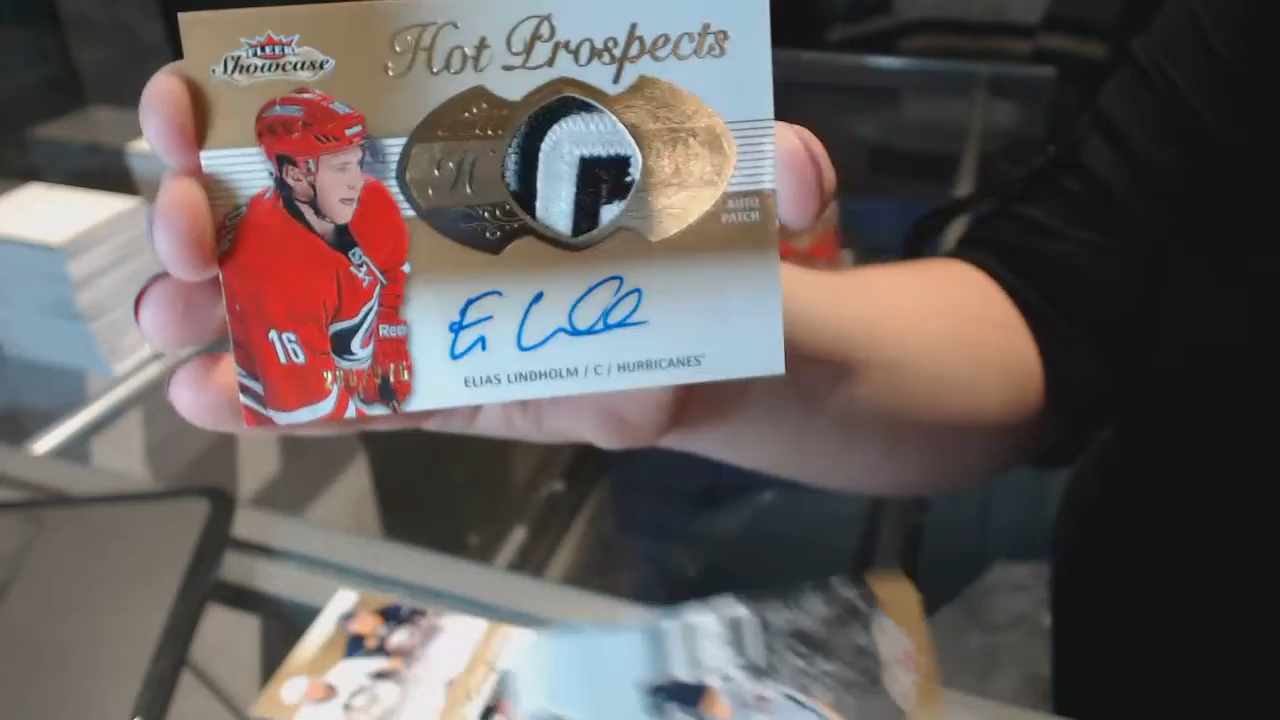 FLEER
Showcase
Hot Prospects
H
AUTO
PATCH
16
Reebok
ELIAS LINDHOLM / C / HURRICANES